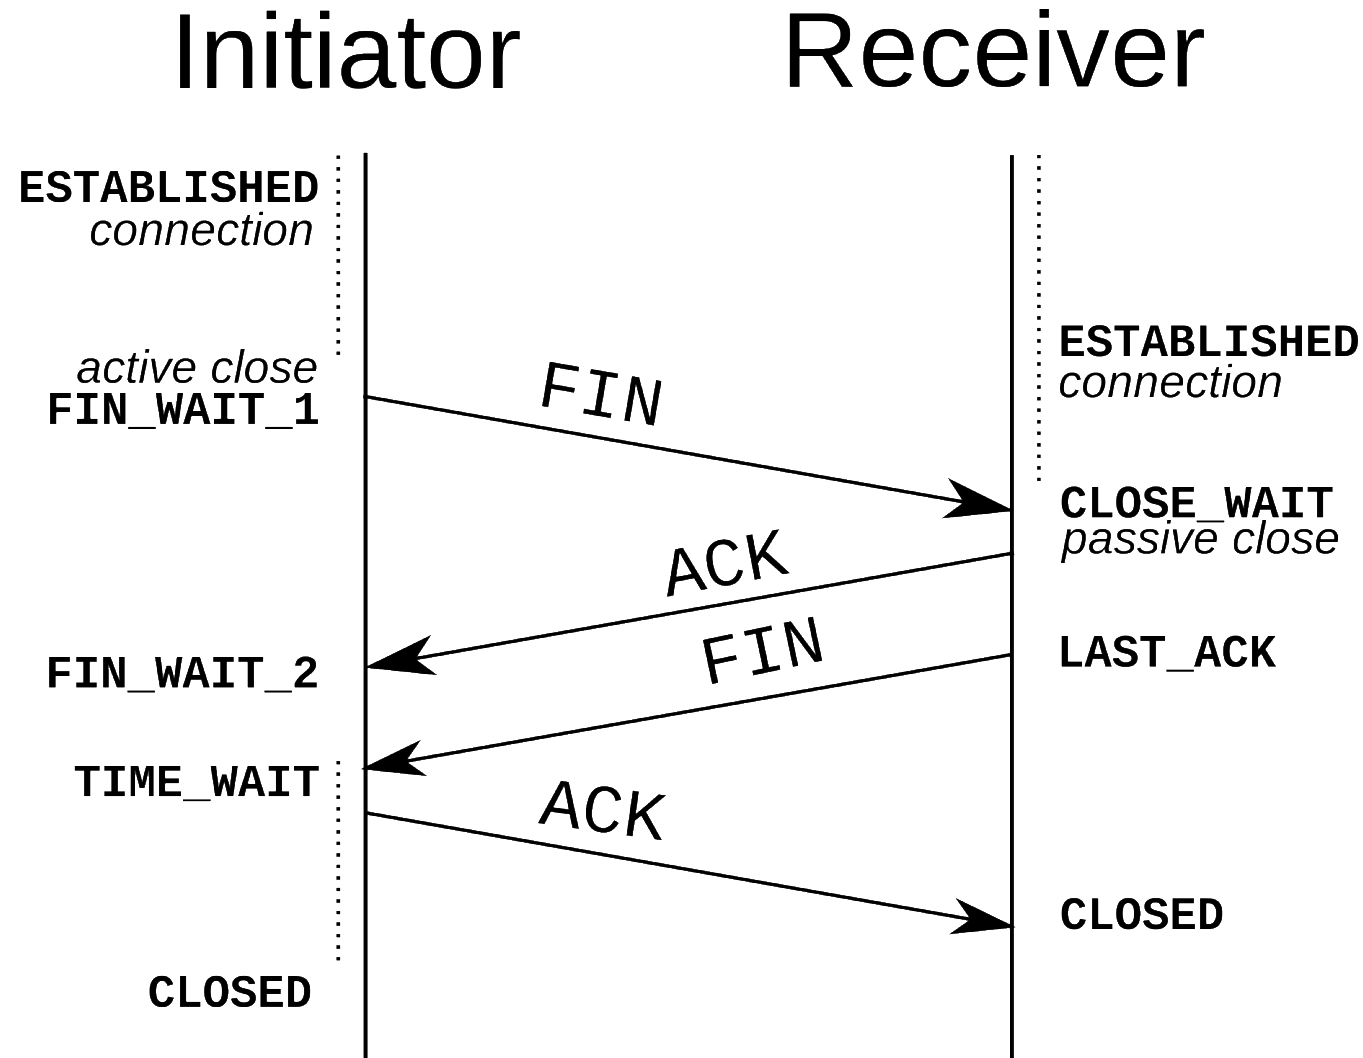 Initiator
Receiver
ESTABLISHED
connection
ESTABLISHED
connection
active close
FIN_WAIT_1
FIN
CLOSE_WAIT
passive close
ACK
FIN_WAIT_2
FIN
LAST_ACK
TIME_WAIT
ACK
CLOSED
CLOSED